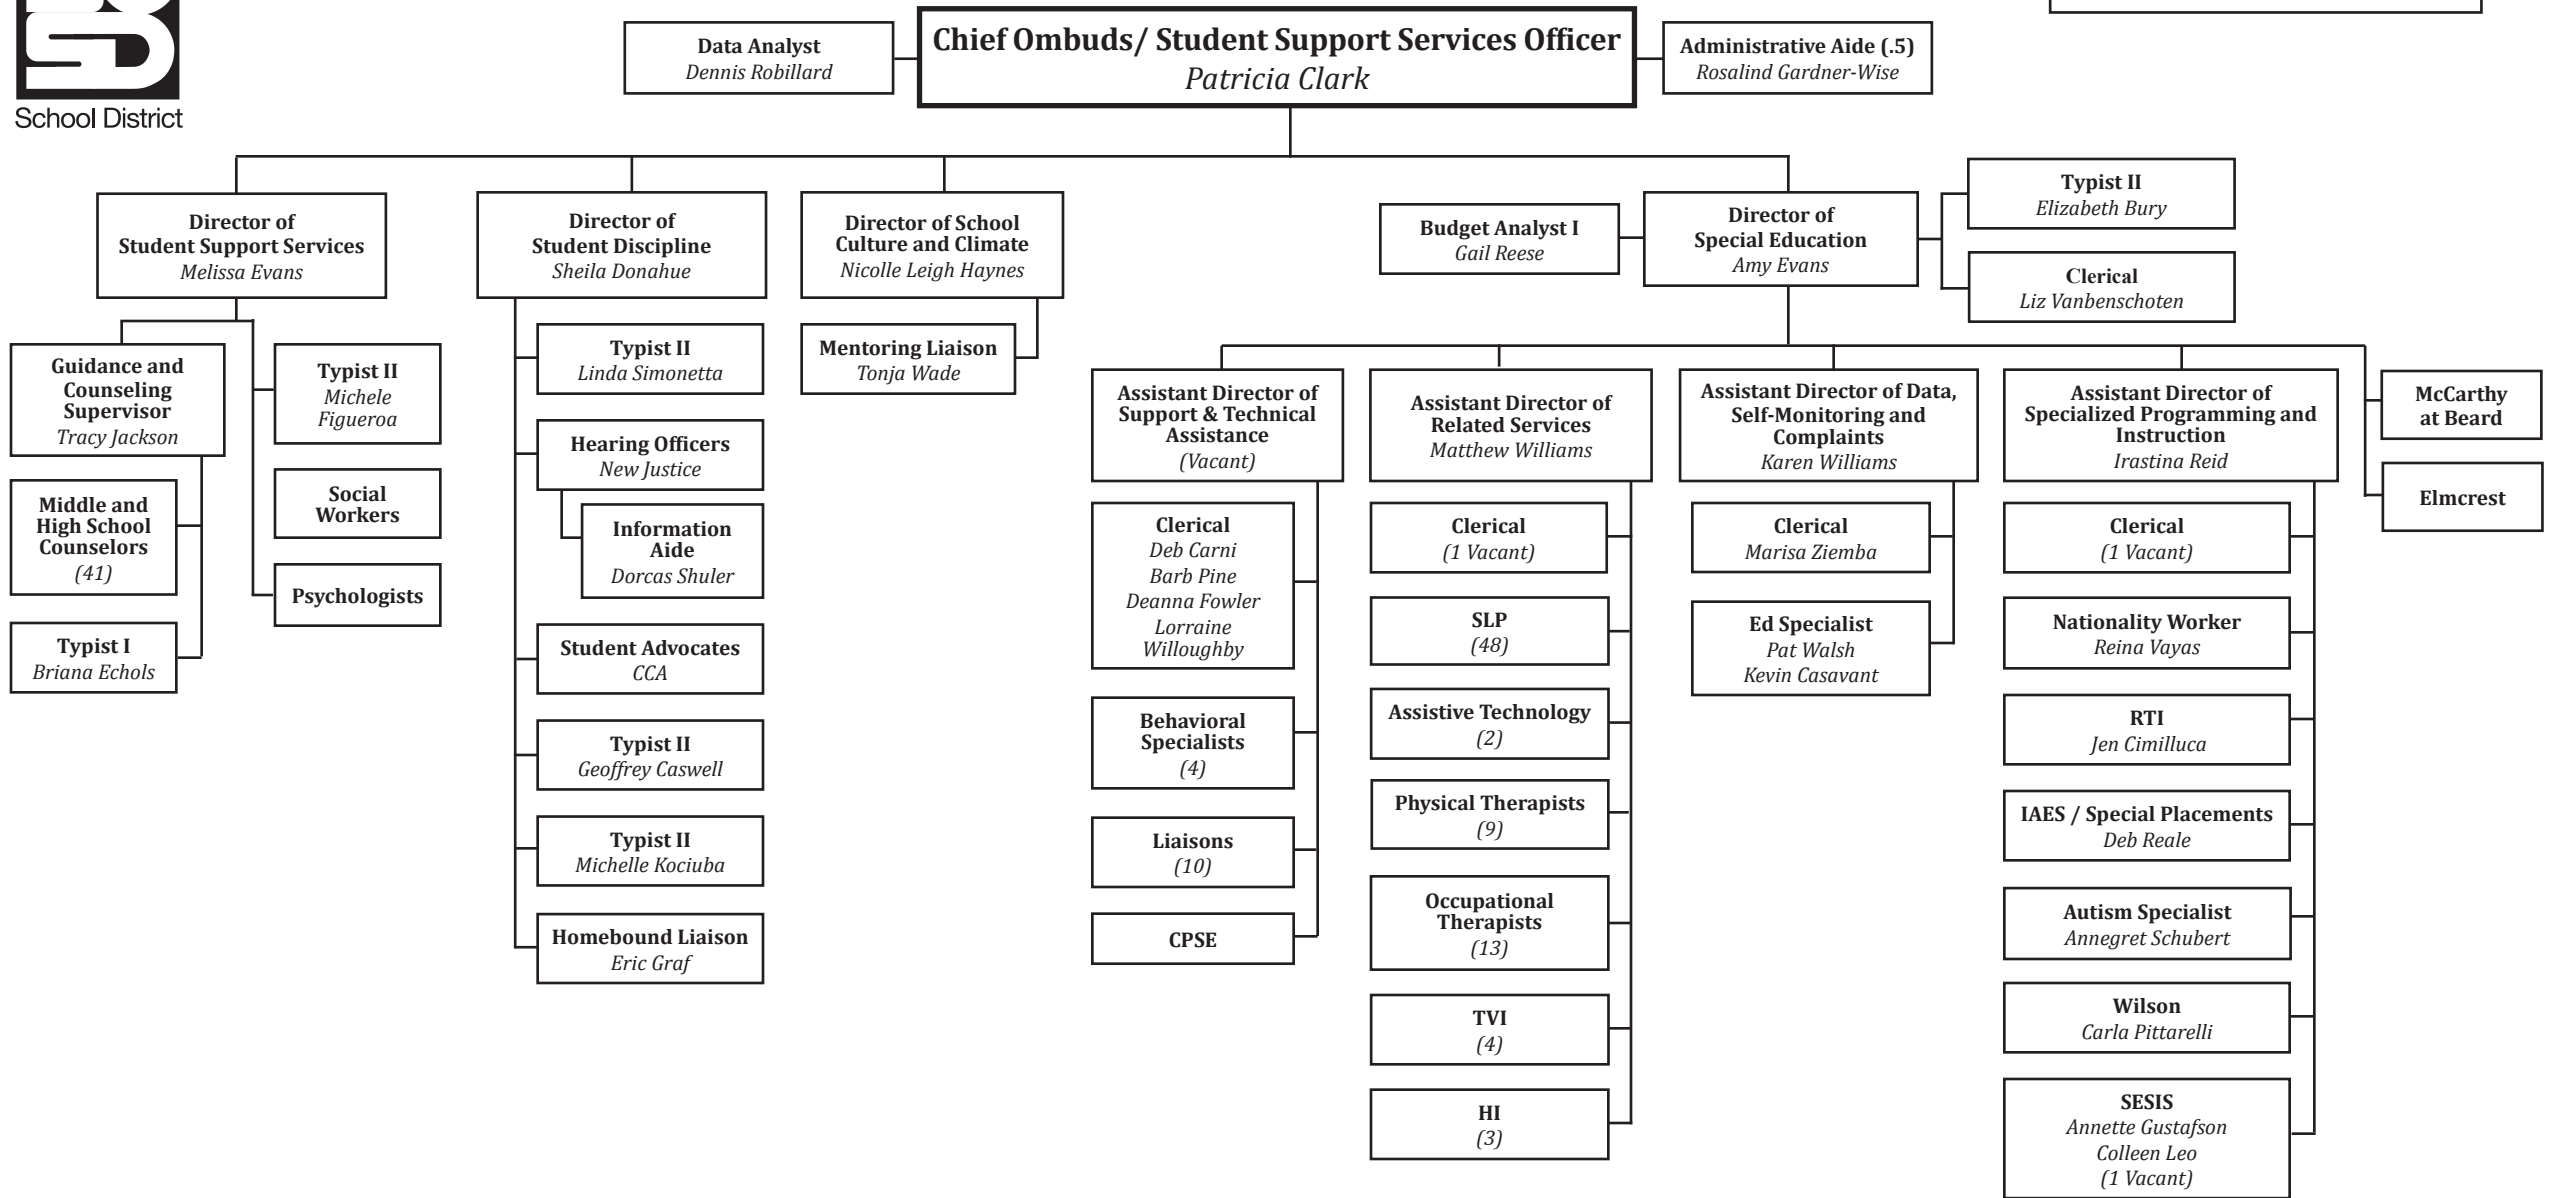 School District
Data Analyst
Dennis Robillard
Chief Ombuds/ Student Support Services Officer
Patricia Clark
Administrative Aide (.5)
Rosalind Gardner-Wise
Director of
Student Support Services
Melissa Evans
Guidance and
Counseling
Supervisor
Tracy Jackson
Middle and
High School
Counselors
(41)
Typist I
Briana Echols
Typist II
Michele
Figueroa
Social
Workers
Psychologists
Director of
Student Discipline
Sheila Donahue
Typist II
Linda Simonetta
Hearing Officers
New Justice
Information
Aide
Dorcas Shuler
Student Advocates
CCA
Typist II
Geoffrey Caswell
Typist II
Michelle Kociuba
Homebound Liaison
Eric Graf
Director of School
Culture and Climate
Nicolle Leigh Haynes
Mentoring Liaison
Tonja Wade
Budget Analyst I
Gail Reese
Director of
Special Education
Amy Evans
Typist II
Elizabeth Bury
Clerical
Liz Vanbenschoten
Assistant Director of
Support & Technical
Assistance
(Vacant)
Clerical
Deb Carni
Barb Pine
Deanna Fowler
Lorraine
Willoughby
Behavioral
Specialists
(4)
Liaisons
(10)
CPSE
Assistant Director of
Related Services
Matthew Williams
Clerical
(1 Vacant)
SLP
(48)
Assistive Technology
(2)
Physical Therapists
(9)
Occupational
Therapists
(13)
TVI
(4)
HI
(3)
Assistant Director of Data,
Self-Monitoring and
Complaints
Karen Williams
Clerical
Marisa Ziemba
Ed Specialist
Pat Walsh
Kevin Casavant
Assistant Director of
Specialized Programming and
Instruction
Irastina Reid
Clerical
(1 Vacant)
Nationality Worker
Reina Vayas
RTI
Jen Cimilluca
IAES / Special Placements
Deb Reale
Autism Specialist
Annegret Schubert
Wilson
Carla Pittarelli
SESIS
Annette Gustafson
Colleen Leo
(1 Vacant)
McCarthy
at Beard
Elmcrest